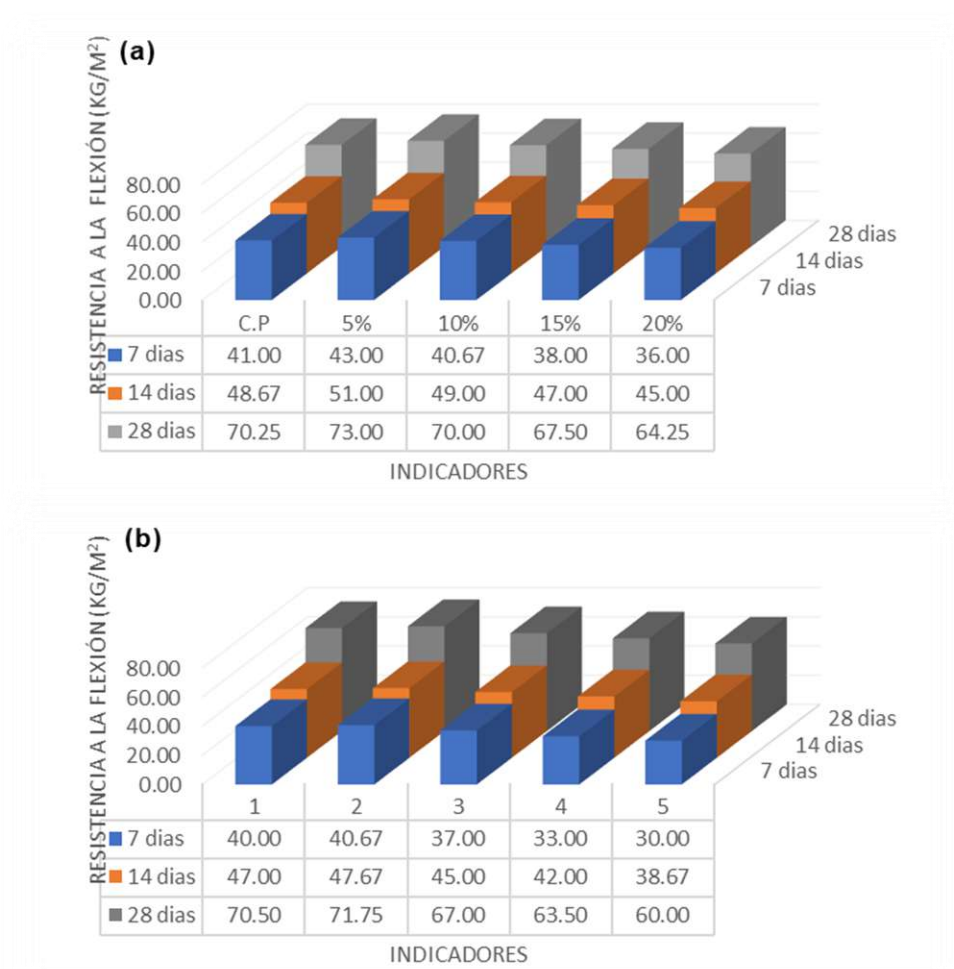 (a)
RESISTENCIA A LA FLEXIÓN (KG/M²)
80.00
60.00
40.00
20.00
0.00
28 dias
14 dias
7 dias
C.P 5% 10% 15% 20%
7 dias 41.00 43.00 40.67 38.00 36.00
14 dias 48.67 51.00 49.00 47.00 45.00
28 dias 70.25 73.00 70.00 67.50 64.25
INDICADORES
(b)
RESISTENCIA A LA FLEXIÓN (KG/M²)
80.00
60.00
40.00
20.00
0.00
28 dias
14 dias
7 dias
1 2 3 4 5
7 dias 40.00 40.67 37.00 33.00 30.00
14 dias 47.00 47.67 45.00 42.00 38.67
28 dias 70.50 71.75 67.00 63.50 60.00
INDICADORES